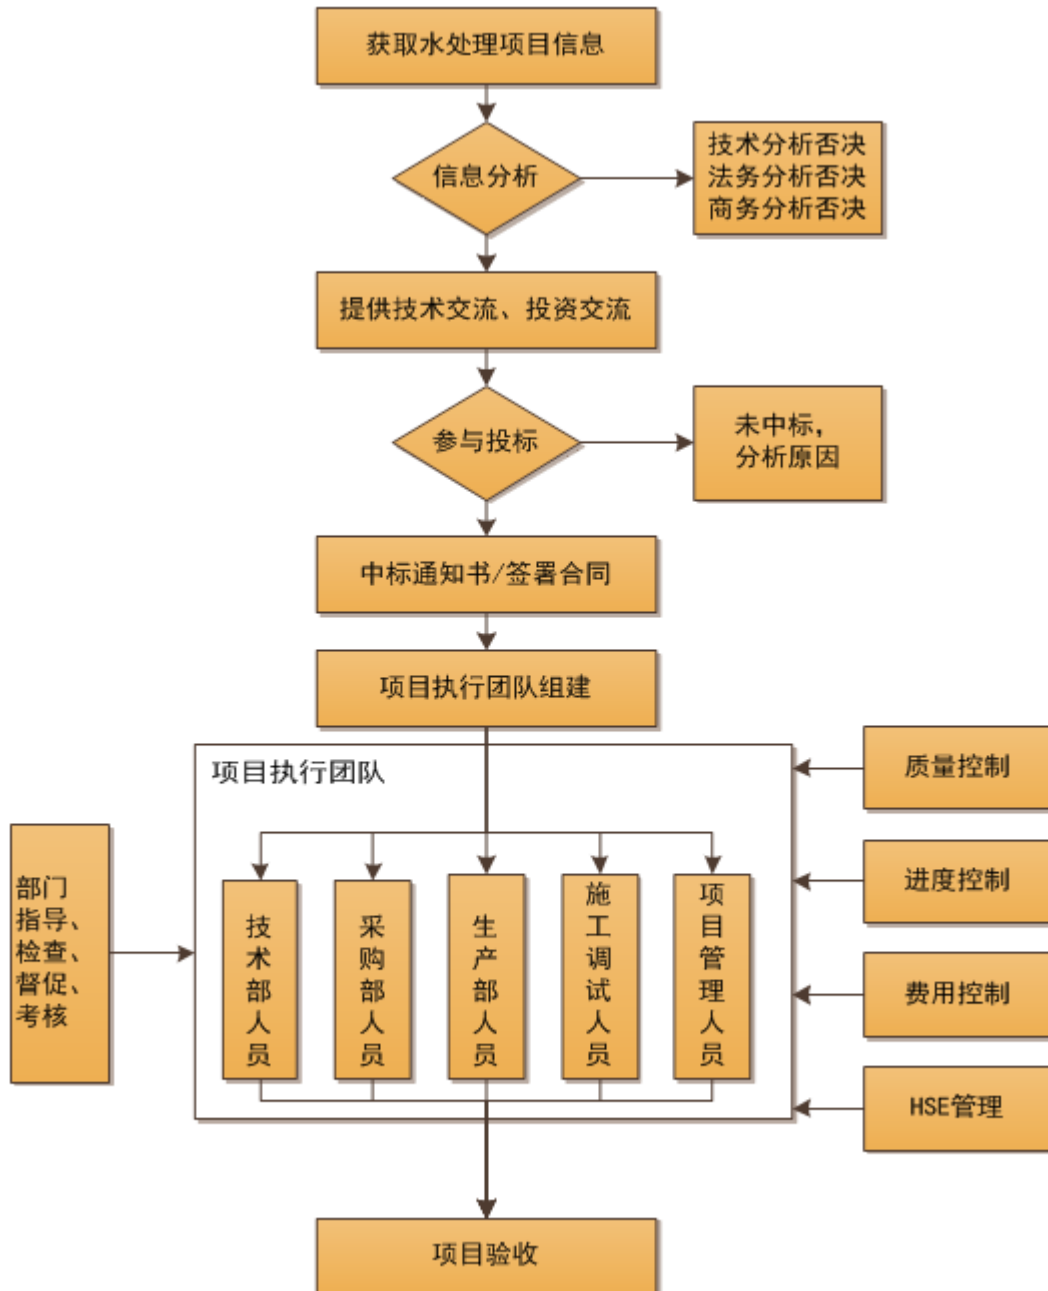 获取水处理项目信息
信息分析
技术分析否决
法务分析否决
商务分析否决
提供技术交流、投资交流
参与投标
未中标，
分析原因
中标通知书/签署合同
项目执行团队组建
项目执行团队
质量控制
进度控制
费用控制
HSE管理
部门
指导、
检查、
督促、
考核
技术部人员
采购部人员
生产部人员
施工调试人员
项目管理人员
项目验收